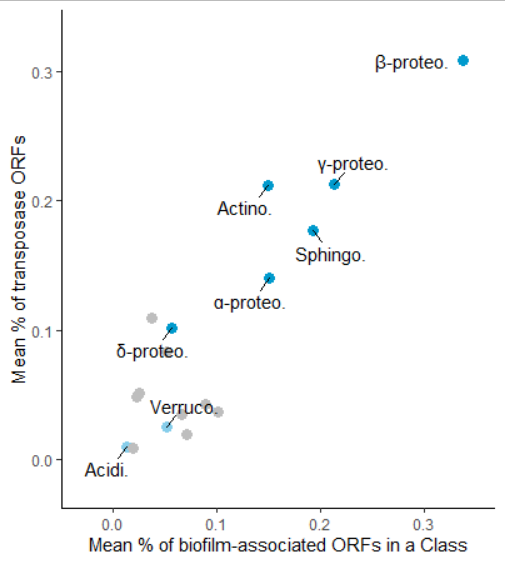 β-proteo.
0.3
γ-proteo.
Actino.
0.2
Sphingo.
α-proteo.
0.1
δ-proteo.
Verruco.
0.0
Acidi.
Mean % of transposase ORFs
0.0 0.1 0.2 0.3
Mean % of biofilm-associated ORFs in a Class